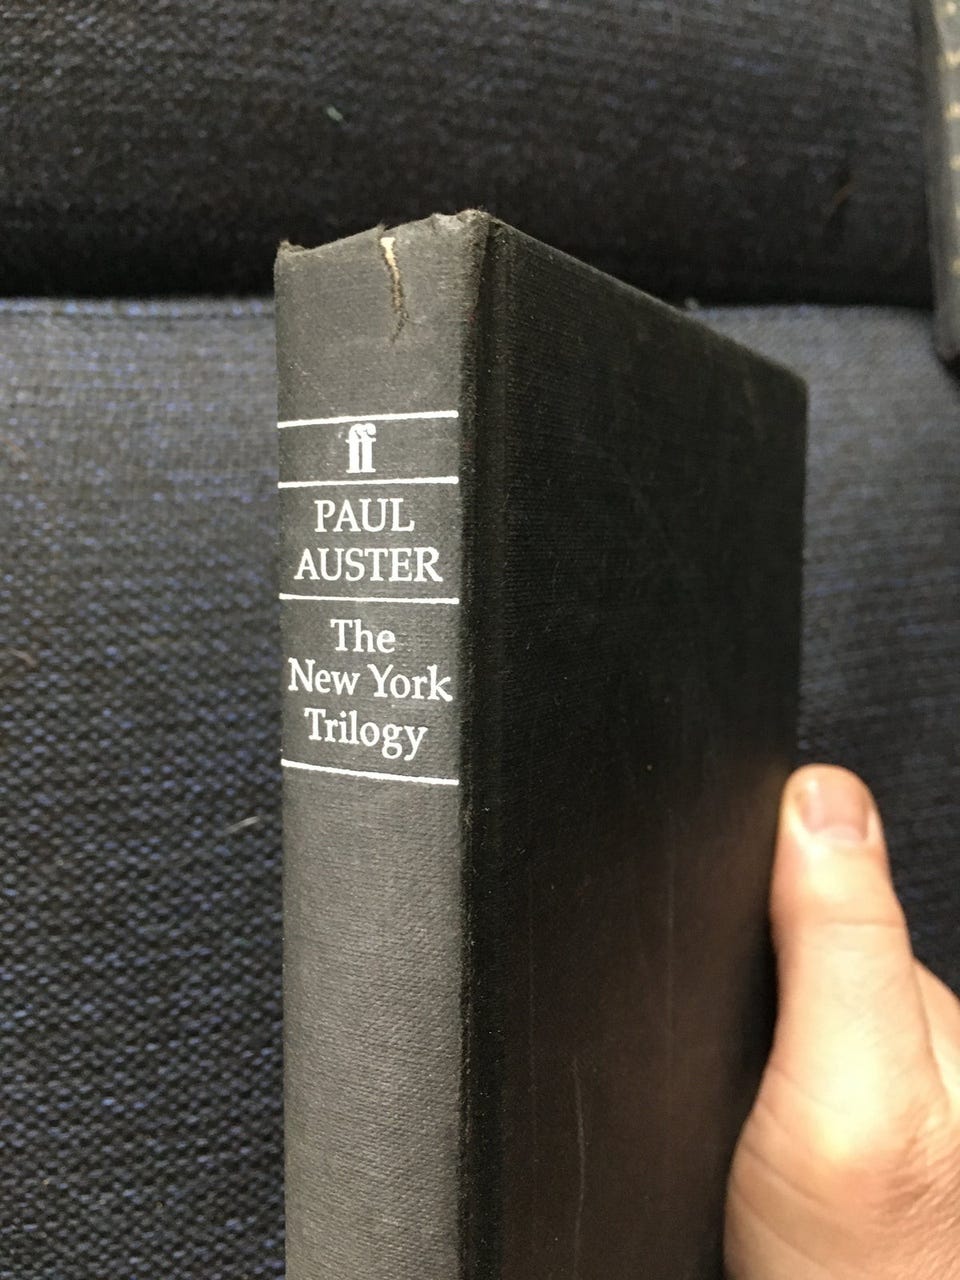 ff
PAUL
AUSTER
The
New York
Trilogy